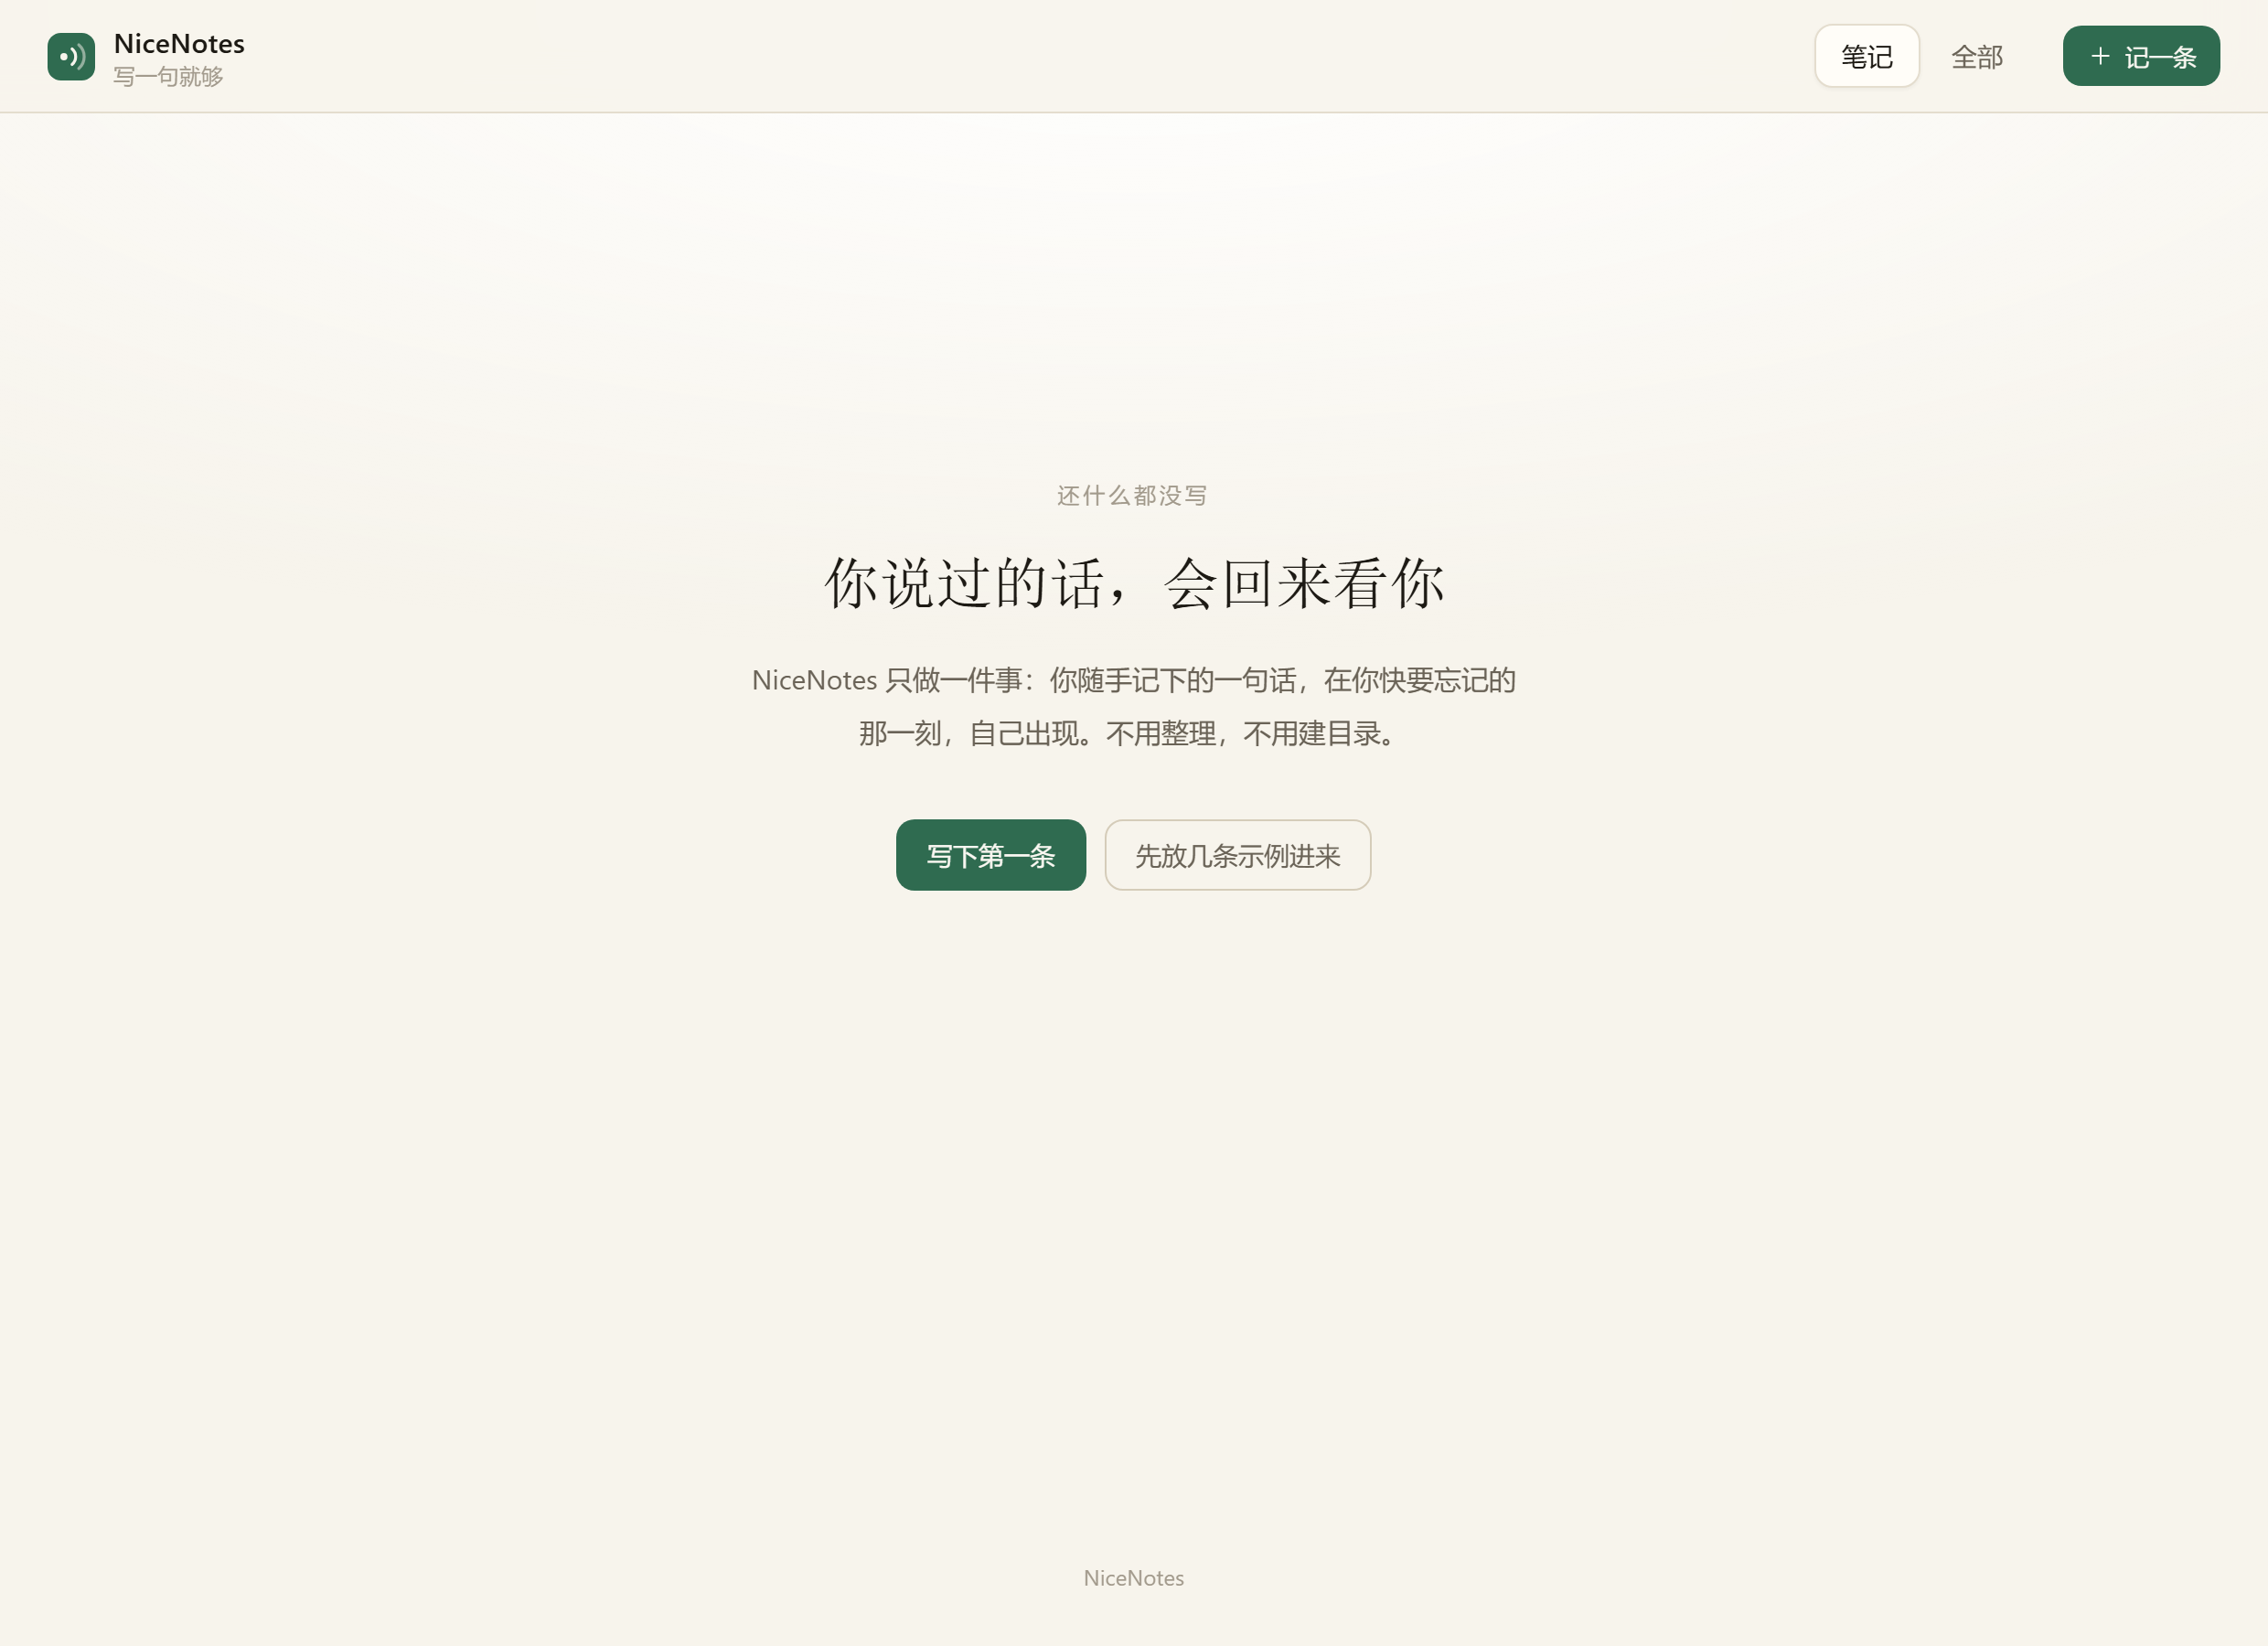 NiceNotes
写一句就够
笔记
全部
+ 记一条
还什么都没写
你说过的话，会回来看你
NiceNotes 只做一件事：你随手记下的一句话，在你快要忘记的
那一刻，自己出现。不用整理，不用建目录。
写下第一条
先放几条示例进来
NiceNotes